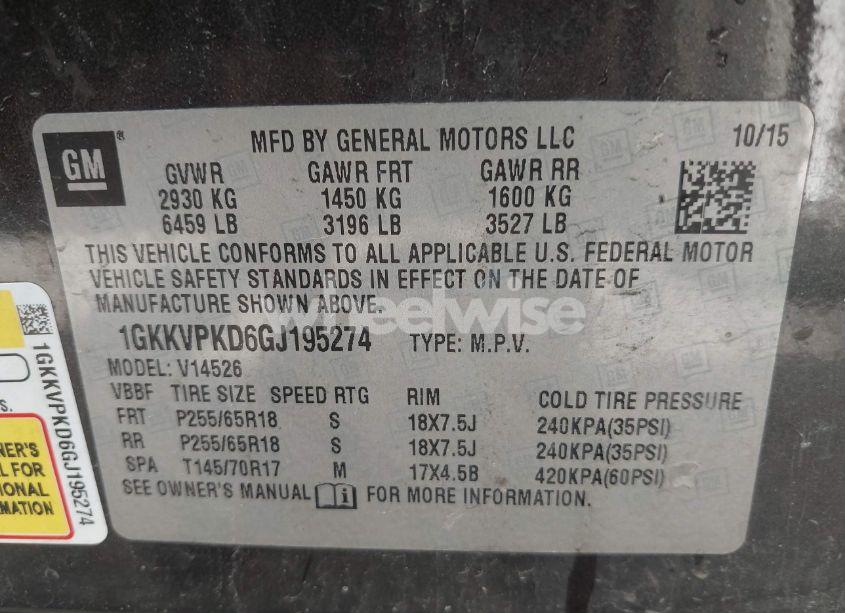 GM
MFD BY GENERAL MOTORS LLC
10/15
GVWR GAWR FRT GAWR RR
2930 KG 1450 KG 1600 KG
6459 LB 3196 LB 3527 LB
THIS VEHICLE CONFORMS TO ALL APPLICABLE U.S. FEDERAL MOTOR
VEHICLE SAFETY STANDARDS IN EFFECT ON THE DATE OF
MANUFACTURE SHOWN ABOVE.
wheelwise
1GKKVPKD6GJ195274 TYPE: M.P.V.
MODEL: V14526
VBBF TIRE SIZE SPEED RTG RIM COLD TIRE PRESSURE
FRT P255/65R18 S 18X7.5J 240KPA(35PSI)
RR P255/65R18 S 18X7.5J 240KPA(35PSI)
SPA T145/70R17 M 17X4.5B 420KPA(60PSI)
SEE OWNER'S MANUAL FOR MORE INFORMATION.
1GKKVPKD6GJ195274
S.
NER'S
L FOR
IONAL
MATION